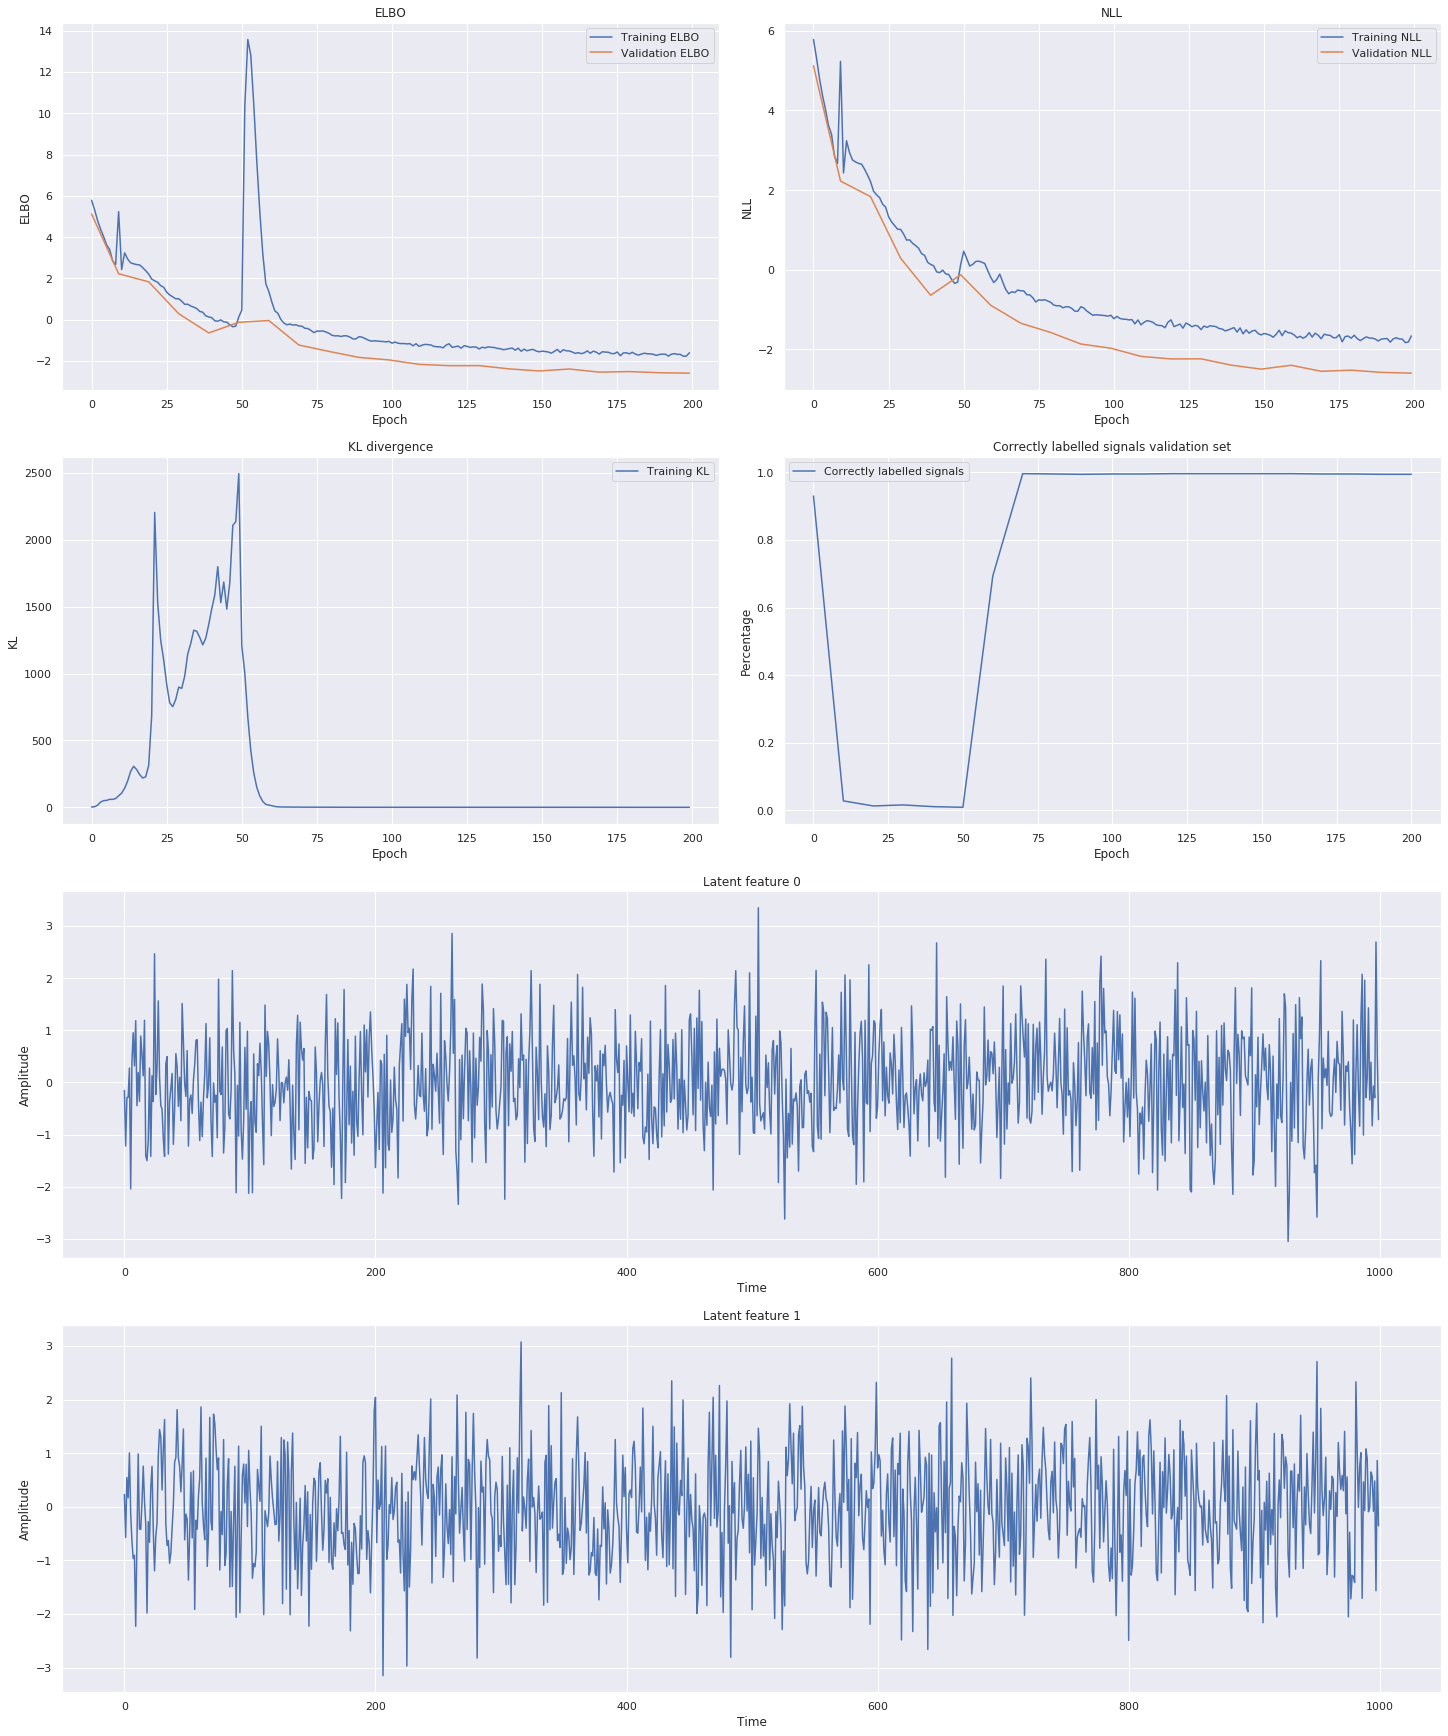 ELBO
Training ELBO
Validation ELBO
14
12
10
8
6
4
2
0
−2
ELBO
0 25 50 75 100 125 150 175 200
Epoch
NLL
Training NLL
Validation NLL
6
4
2
0
−2
NLL
0 25 50 75 100 125 150 175 200
Epoch
KL divergence
Training KL
2500
2000
1500
1000
500
0
KL
0 25 50 75 100 125 150 175 200
Epoch
Correctly labelled signals validation set
Correctly labelled signals
1.0
0.8
0.6
0.4
0.2
0.0
Percentage
0 25 50 75 100 125 150 175 200
Epoch
Latent feature 0
3
2
1
0
−1
−2
−3
Amplitude
0 200 400 600 800 1000
Time
Latent feature 1
3
2
1
0
−1
−2
−3
Amplitude
0 200 400 600 800 1000
Time